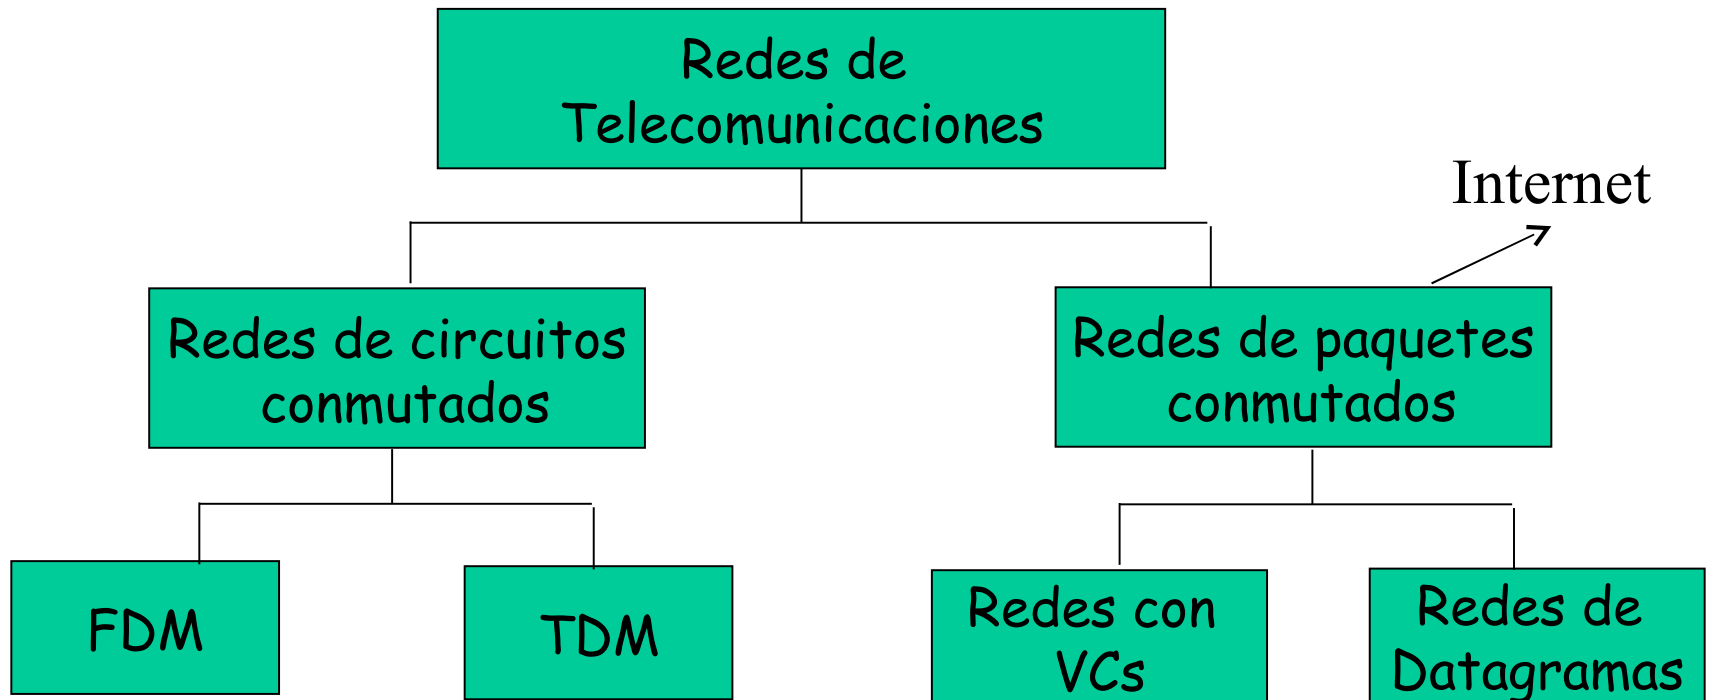 Redes de
Telecomunicaciones
Internet
Redes de circuitos
conmutados
Redes de paquetes
conmutados
FDM
TDM
Redes con
VCs
Redes de
Datagramas